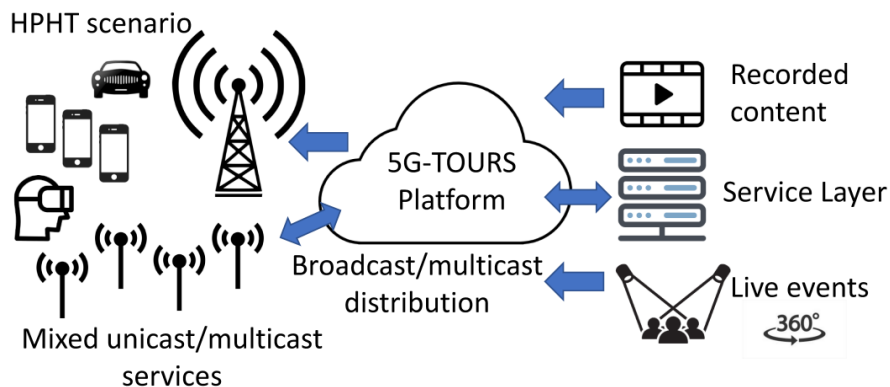 HPHT scenario
5G-TOURS
Platform
Broadcast/multicast
distribution
Mixed unicast/multicast
services
Recorded
content
Service Layer
Live events
360°